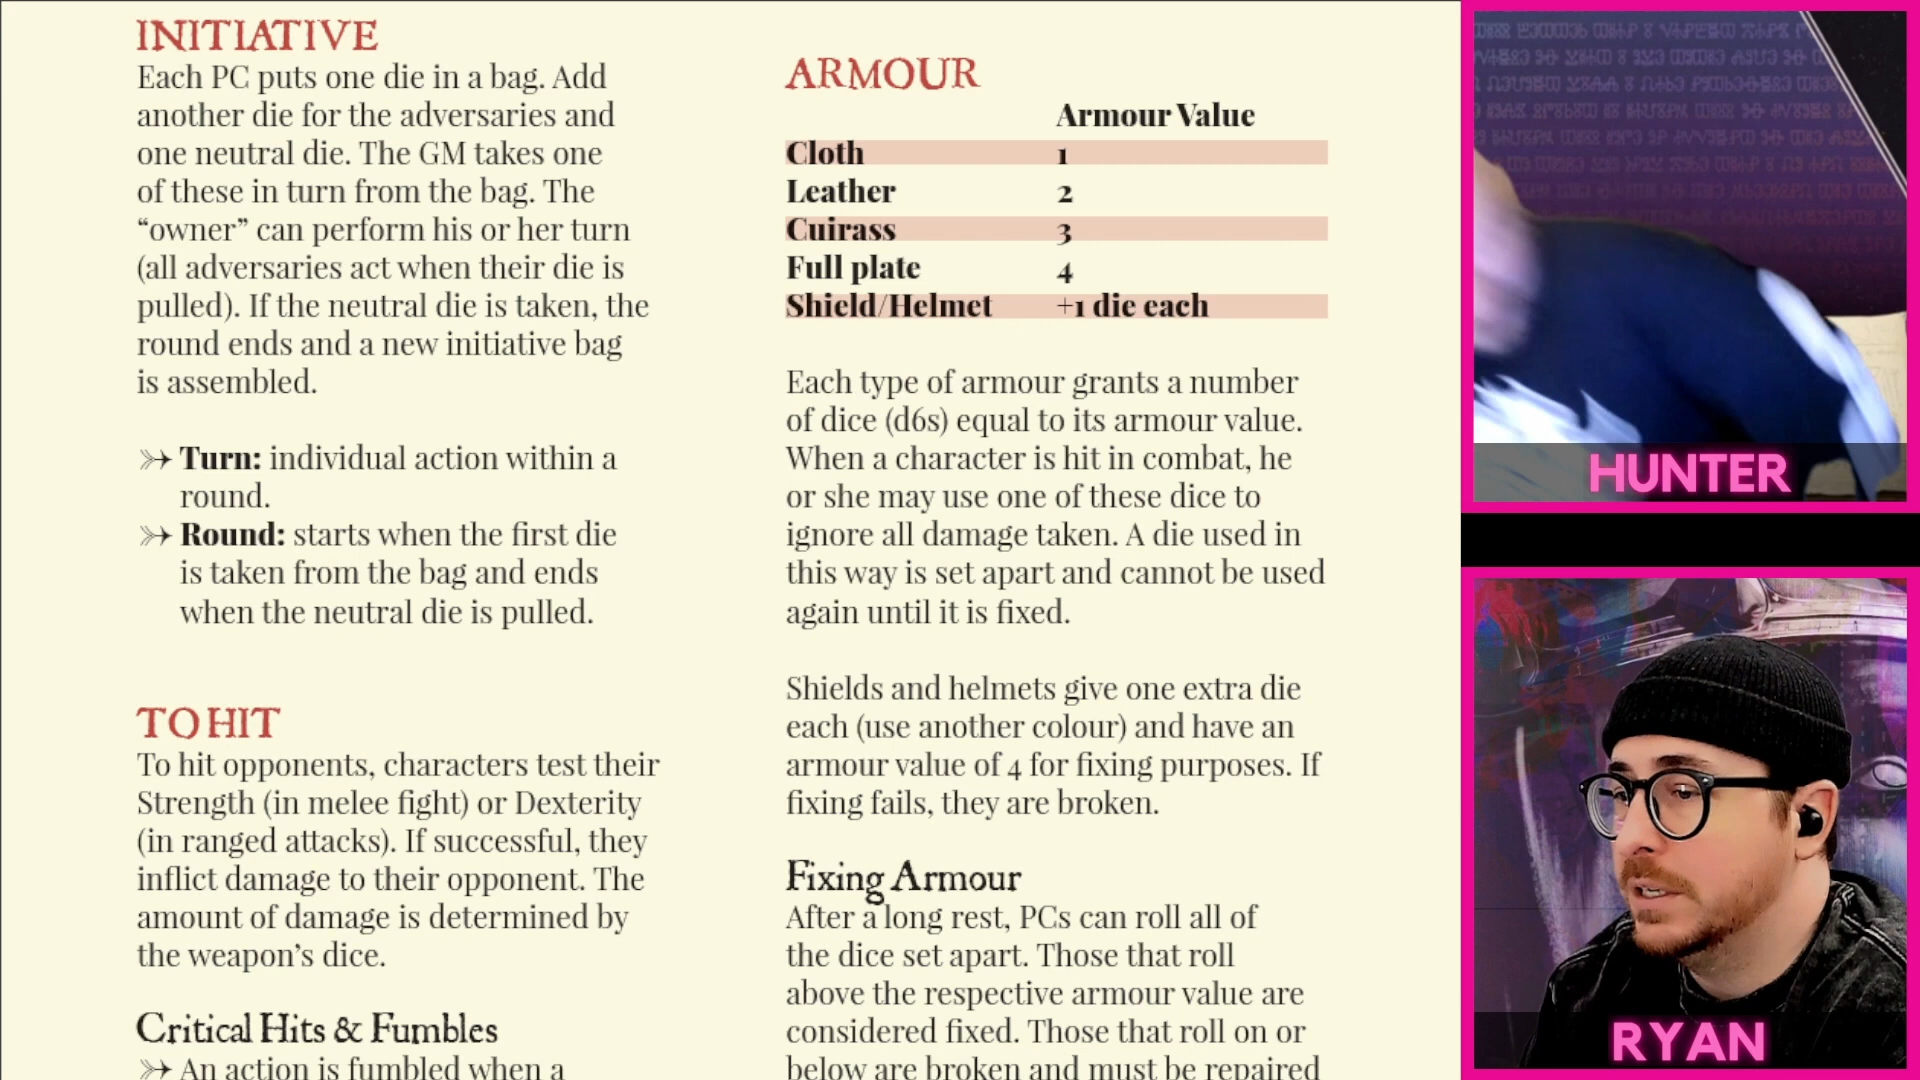 INITIATIVE
Each PC puts one die in a bag. Add
another die for the adversaries and
one neutral die. The GM takes one
of these in turn from the bag. The
“owner” can perform his or her turn
(all adversaries act when their die is
pulled). If the neutral die is taken, the
round ends and a new initiative bag
is assembled.
Turn: individual action within a
round.
Round: starts when the first die
is taken from the bag and ends
when the neutral die is pulled.
TO HIT
To hit opponents, characters test their
Strength (in melee fight) or Dexterity
(in ranged attacks). If successful, they
inflict damage to their opponent. The
amount of damage is determined by
the weapon’s dice.
Critical Hits & Fumbles
An action is fumbled when a
ARMOUR
Armour Value
Cloth 1
Leather 2
Cuirass 3
Full plate 4
Shield/Helmet +1 die each
Each type of armour grants a number
of dice (d6s) equal to its armour value.
When a character is hit in combat, he
or she may use one of these dice to
ignore all damage taken. A die used in
this way is set apart and cannot be used
again until it is fixed.
Shields and helmets give one extra die
each (use another colour) and have an
armour value of 4 for fixing purposes. If
fixing fails, they are broken.
Fixing Armour
After a long rest, PCs can roll all of
the dice set apart. Those that roll
above the respective armour value are
considered fixed. Those that roll on or
below are broken and must be repaired
HUNTER
RYAN